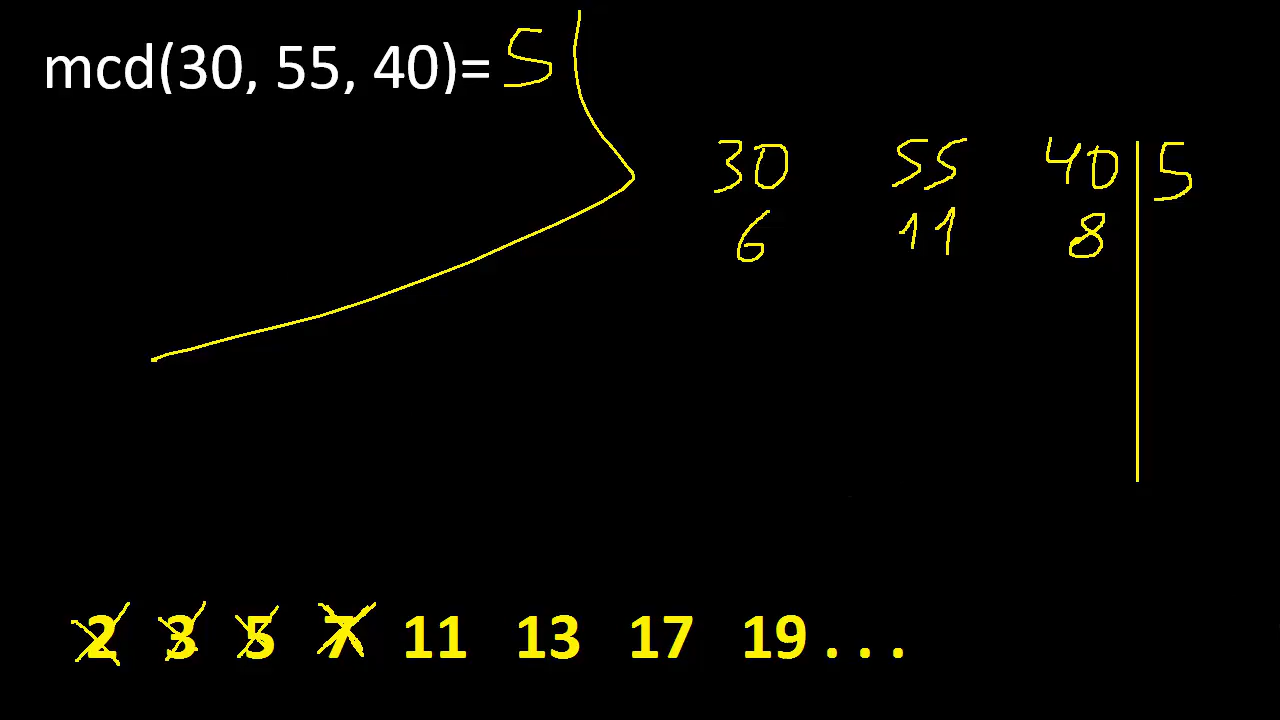 mcd(30, 55, 40)= 5
30 55 40 5
6 11 8
2 3 5 7 11 13 17 19 . . .